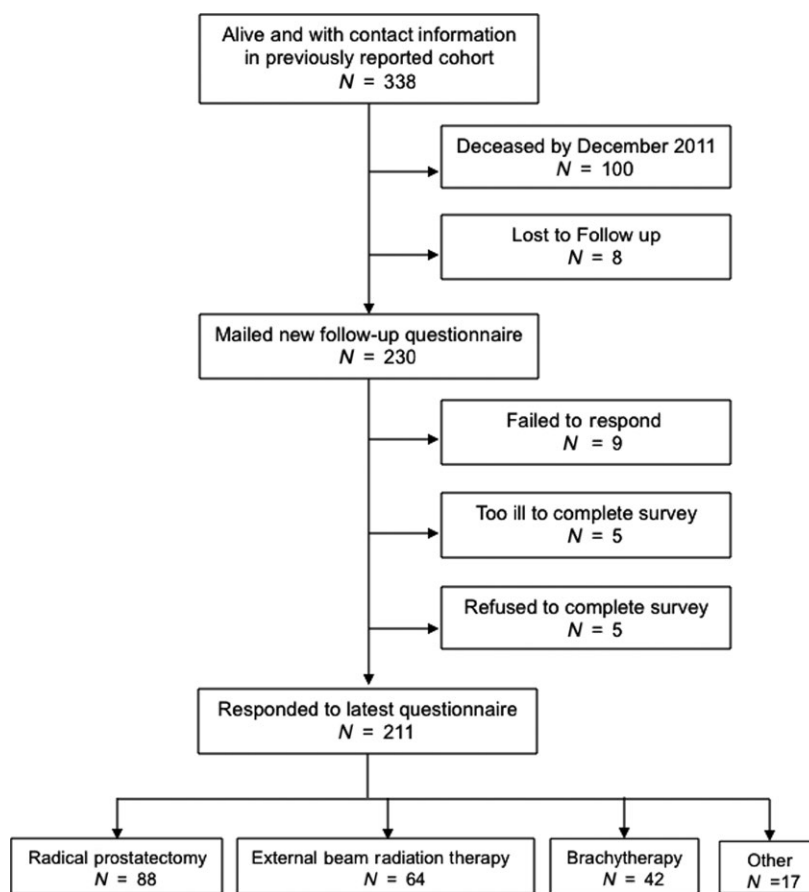 Alive and with contact information
in previously reported cohort
N = 338
Deceased by December 2011
N = 100
Lost to Follow up
N = 8
Mailed new follow-up questionnaire
N = 230
Failed to respond
N = 9
Too ill to complete survey
N = 5
Refused to complete survey
N = 5
Responded to latest questionnaire
N = 211
Radical prostatectomy
N = 88
External beam radiation therapy
N = 64
Brachytherapy
N = 42
Other
N =17